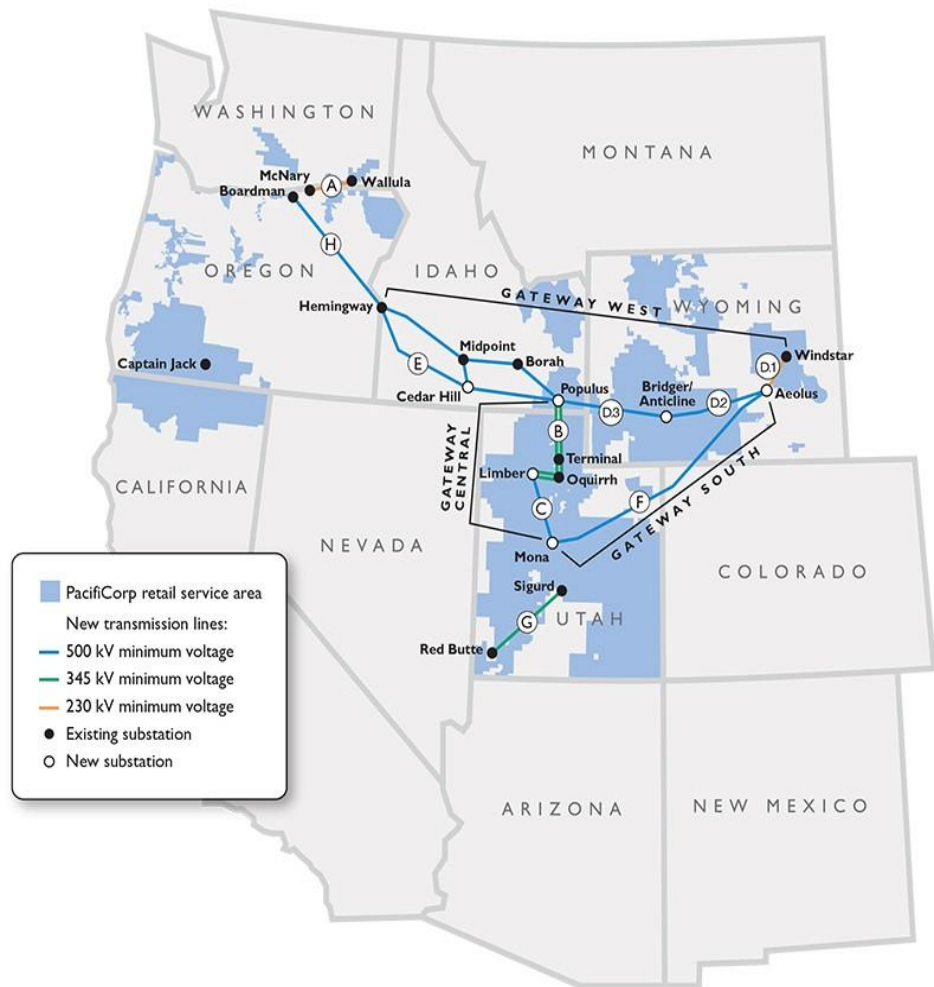 WASHINGTON
MONTANA
McNary
A
Wallula
Boardman
H
OREGON
IDAHO
Hemingway
GATEWAY WEST
WYOMING
Captain Jack
E
Midpoint
Borah
Windstar
D.1
Cedar Hill
Populus
D.3
Bridger/
Anticline
D.2
Aeolus
GATEWAY
CENTRAL
B
Terminal
Limber
Oquirrh
C
F
GATEWAY SOUTH
Mona
CALIFORNIA
NEVADA
COLORADO
Sigurd
G
UTAH
Red Butte
PacifiCorp retail service area
New transmission lines:
500 kV minimum voltage
345 kV minimum voltage
230 kV minimum voltage
Existing substation
New substation
ARIZONA
NEW MEXICO